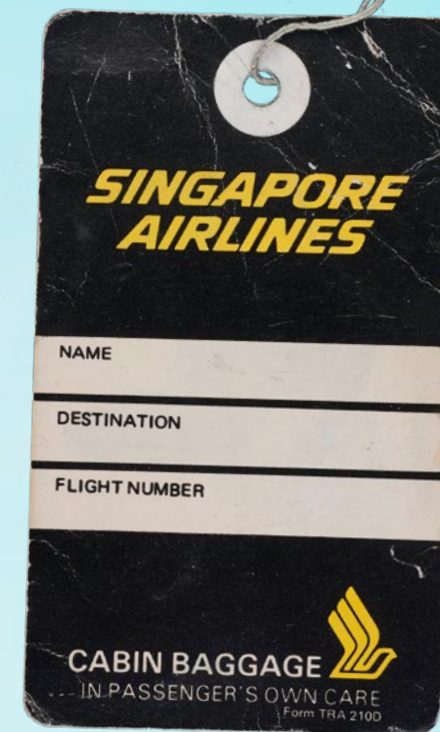 SINGAPORE
AIRLINES
NAME
DESTINATION
FLIGHT NUMBER
CABIN BAGGAGE
IN PASSENGER'S OWN CARE
Form TRA 210D